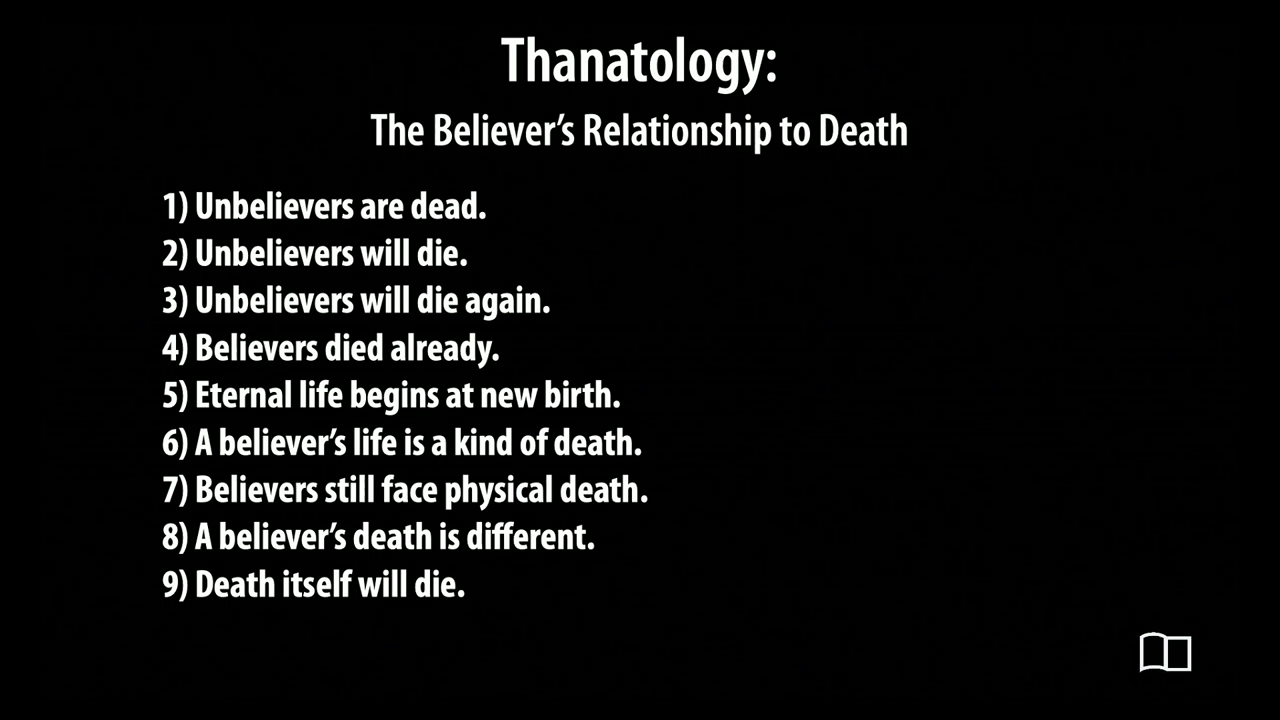 Thanatology:
The Believer’s Relationship to Death
1) Unbelievers are dead.
2) Unbelievers will die.
3) Unbelievers will die again.
4) Believers died already.
5) Eternal life begins at new birth.
6) A believer’s life is a kind of death.
7) Believers still face physical death.
8) A believer’s death is different.
9) Death itself will die.